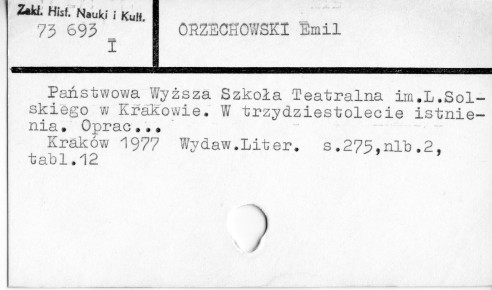 Zakł. Hist. Nauki i Kult.
73 693
I
ORZECHOWSKI Emil
Państwowa Wyższa Szkoła Teatralna im.L.Sol-
skiego w Krakowie. W trzydziestolecie istnie-
nia. Oprac...
Kraków 1977 Wydaw.Liter. s.275,nlb.2,
tabl.12